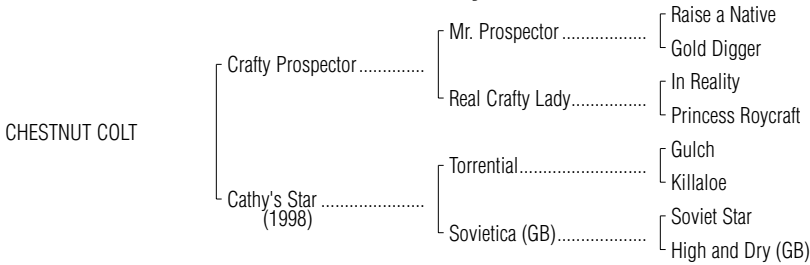 Raise a Native
Mr. Prospector ..................
Gold Digger
Crafty Prospector ..............
In Reality
Real Crafty Lady................
Princess Roycraft
CHESTNUT COLT
Gulch
Torrential...........................
Killaloe
Cathy's Star ......................
(1998)
Soviet Star
Sovietica (GB)...................
High and Dry (GB)